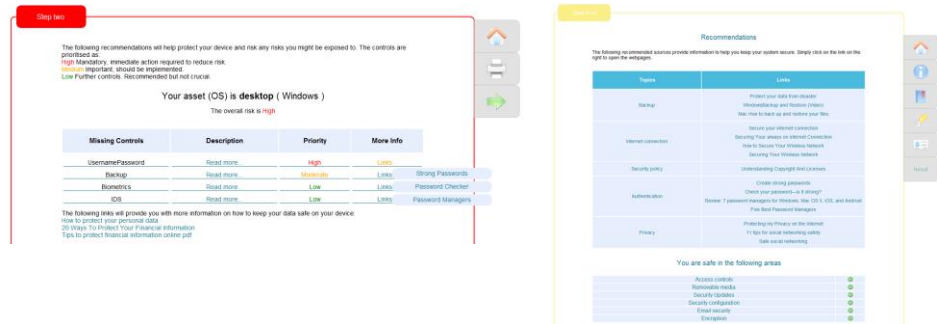 Step two
The following recommendations will help protect your device and risk any risks you might be exposed to. The controls are
prioritised as:
High Mandatory, immediate action required to reduce risk.
Medium Important, should be implemented.
Low Further controls. Recommended but not crucial.
Your asset (OS) is desktop ( Windows )
The overall risk is High
Missing Controls Description Priority More Info
UsernamePassword Read more... High Links
Backup Read more... Moderate Links Strong Passwords
Biometrics Read more... Low Links Password Checker
IDS Read more... Low Links Password Managers
The following links will provide you with more information on how to keep your data safe on your device:
How to protect your personal data
20 Ways To Protect Your Financial Information
Tips to protect financial information online pdf
Recommendations
The following recommended sources provide information to help you keep your system secure. Simply click on the link on the
right to open the webpages.
Topics Links
Backup
Protect your data from disaster
WindowsBackup and Restore (Video)
Mac How to back up and restore your files
Internet connection
Secure your internet connection
Securing Your always on Internet Connection
How to Secure Your Wireless Network
Securing Your Wireless Network
Security policy Understanding Copyright And Licenses
Authentication
Create strong passwords
Check your password—is it strong?
Review: 7 password managers for Windows, Mac OS X, iOS, and Android
Five Best Password Managers
Privacy
Protecting my Privacy on the Internet
11 tips for social networking safety
Safe social networking
You are safe in the following areas
Access controls
Removable media
Security Updates
Security configuration
Email security
Encryption